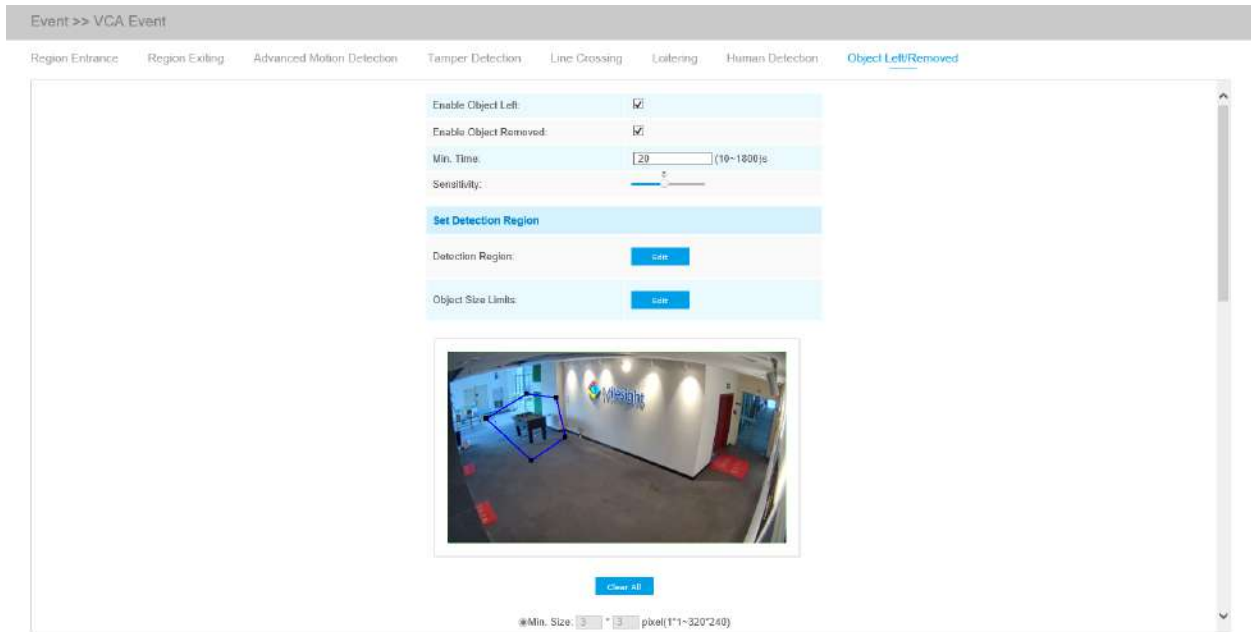 Event >> VCA Event
Region Entrance Region Exiting Advanced Motion Detection Tamper Detection Line Crossing Loitering Human Detection Object Left/Removed
Enable Object Left:
Enable Object Removed:
Min. Time: 20 (10~1800)s
Sensitivity:
Set Detection Region
Detection Region: Edit
Object Size Limits: Edit
Milesight
Clear All
Min. Size: 3 * 3 pixel(1*1~320*240)